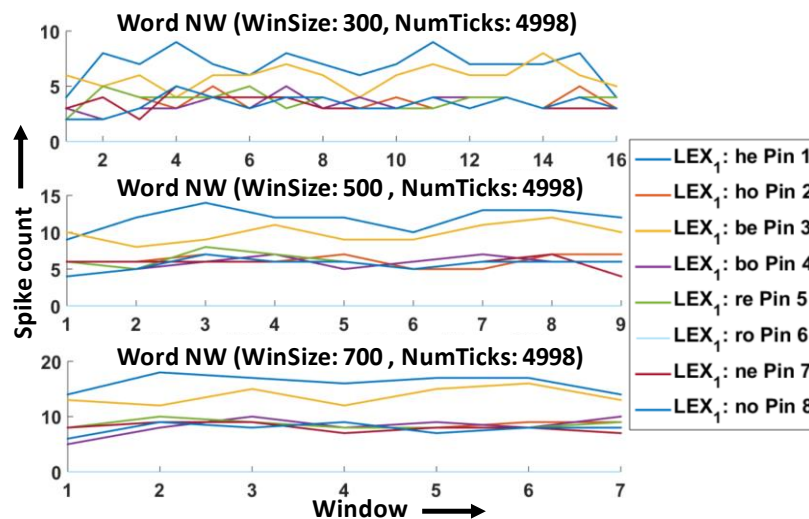 Word NW (WinSize: 300, NumTicks: 4998)
10
5
0
2 4 6 8 10 12 14 16
Word NW (WinSize: 500 , NumTicks: 4998)
15
10
5
0
1 2 3 4 5 6 7 8 9
Word NW (WinSize: 700 , NumTicks: 4998)
20
10
0
1 2 3 4 5 6 7
Spike count
Window
LEX1: he Pin 1
LEX1: ho Pin 2
LEX1: be Pin 3
LEX1: bo Pin 4
LEX1: re Pin 5
LEX1: ro Pin 6
LEX1: ne Pin 7
LEX1: no Pin 8